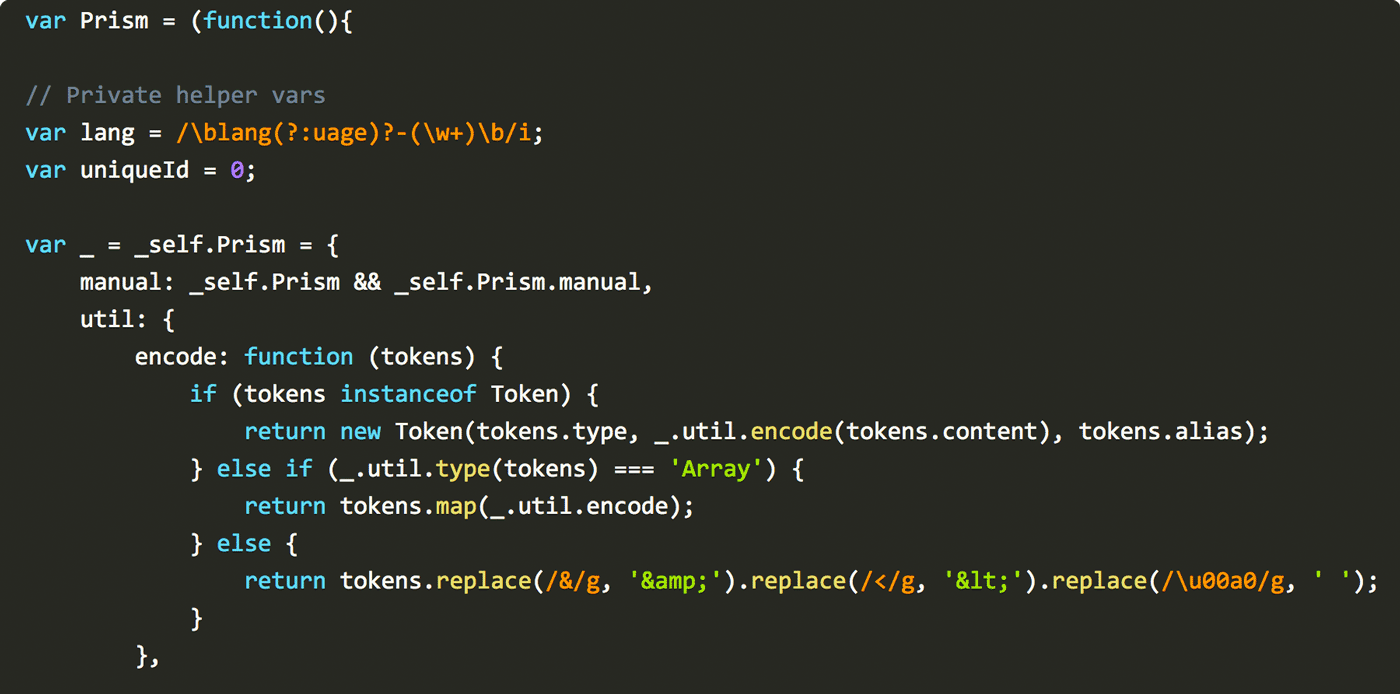 var Prism = (function(){
// Private helper vars
var lang = /\blang(?:uage)?-(\w+)\b/i;
var uniqueId = 0;
var _ = _self.Prism = {
    manual: _self.Prism && _self.Prism.manual,
    util: {
        encode: function (tokens) {
            if (tokens instanceof Token) {
                return new Token(tokens.type, _.util.encode(tokens.content), tokens.alias);
            } else if (_.util.type(tokens) === 'Array') {
                return tokens.map(_.util.encode);
            } else {
                return tokens.replace(/&/g, '&amp;').replace(/</g, '&lt;').replace(/\u00a0/g, ' ');
            }
        },